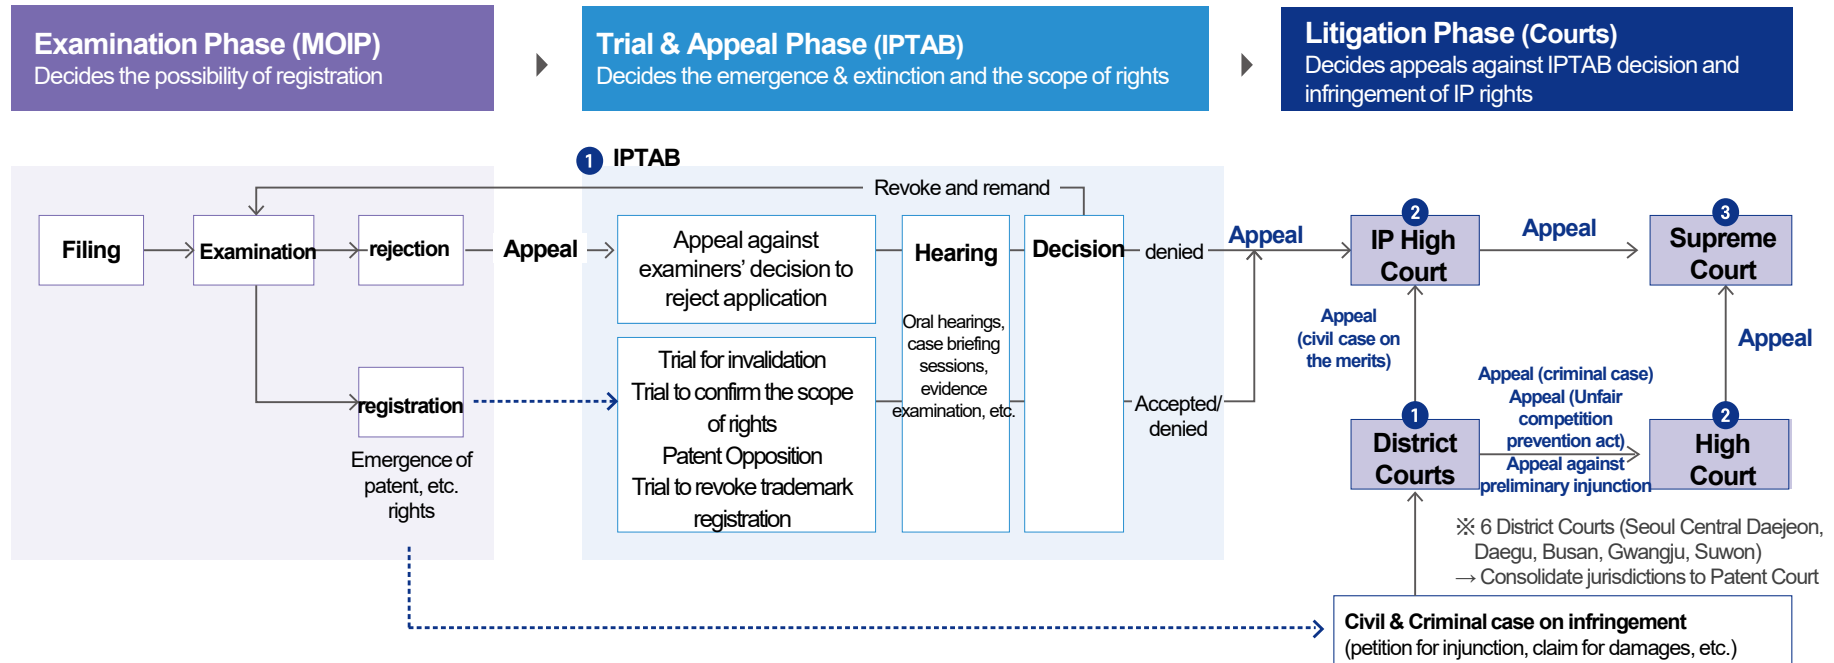 Examination Phase (MOIP)
Decides the possibility of registration
Trial & Appeal Phase (IPTAB)
Decides the emergence & extinction and the scope of rights
Litigation Phase (Courts)
Decides appeals against IPTAB decision and
infringement of IP rights
1 IPTAB
Revoke and remand
Filing
Examination
rejection
Appeal
Appeal against
examiners' decision to
reject application
Hearing
Oral hearings,
case briefing
sessions,
evidence
examination, etc.
Decision
denied
Appeal
2
IP High
Court
Appeal
3
Supreme
Court
registration
Emergence of
patent, etc.
rights
Trial for invalidation
Trial to confirm the scope
of rights
Patent Opposition
Trial to revoke trademark
registration
Accepted/
denied
Appeal
(civil case on
the merits)
Appeal
1
District
Courts
Appeal (criminal case)
Appeal (Unfair
competition
prevention act)
Appeal against
preliminary injunction
2
High
Court
※ 6 District Courts (Seoul Central Daejeon,
Daegu, Busan, Gwangju, Suwon)
→ Consolidate jurisdictions to Patent Court
Civil & Criminal case on infringement
(petition for injunction, claim for damages, etc.)